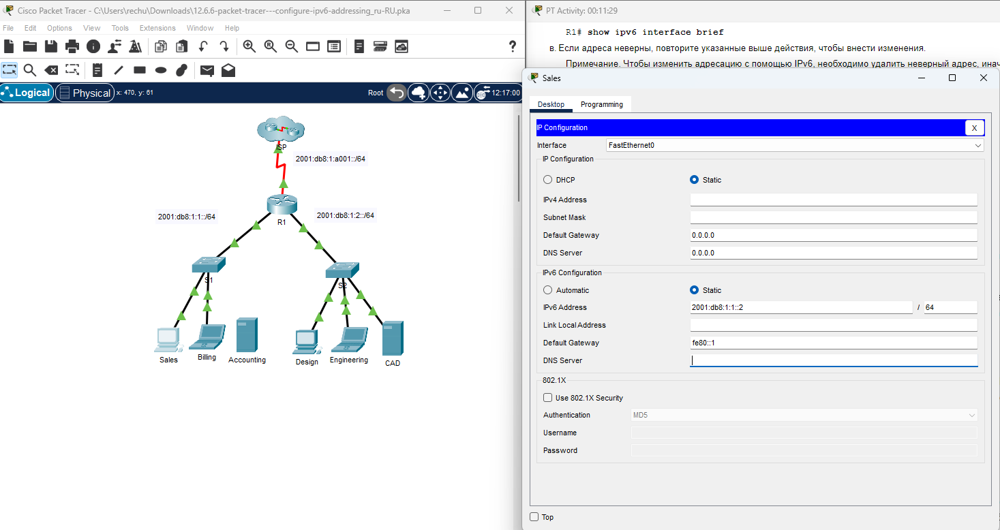 Cisco Packet Tracer - C:\Users\rechu\Downloads\12.6.6-packet-tracer---configure-ipv6-addressing_ru-RU.pka
File Edit Options View Tools Extensions Window Help
Logical Physical x: 470, y: 61 Root 12:17:00
ISP
2001:db8:1:a001::/64
R1
2001:db8:1:1::/64
2001:db8:1:2::/64
S1
S2
Sales
Billing
Accounting
Design
Engineering
CAD
PT Activity: 00:11:29
R1# show ipv6 interface brief
в. Если адреса неверны, повторите указанные выше действия, чтобы внести изменения.
Примечание. Чтобы изменить адресацию с помощью IPv6, необходимо удалить неверный адрес,
Sales
Desktop Programming
IP Configuration X
Interface FastEthernet0
IP Configuration
DHCP Static
IPv4 Address
Subnet Mask
Default Gateway 0.0.0.0
DNS Server 0.0.0.0
IPv6 Configuration
Automatic Static
IPv6 Address 2001:db8:1:1::2 / 64
Link Local Address
Default Gateway fe80::1
DNS Server
802.1X
Use 802.1X Security
Authentication MD5
Username
Password
Top